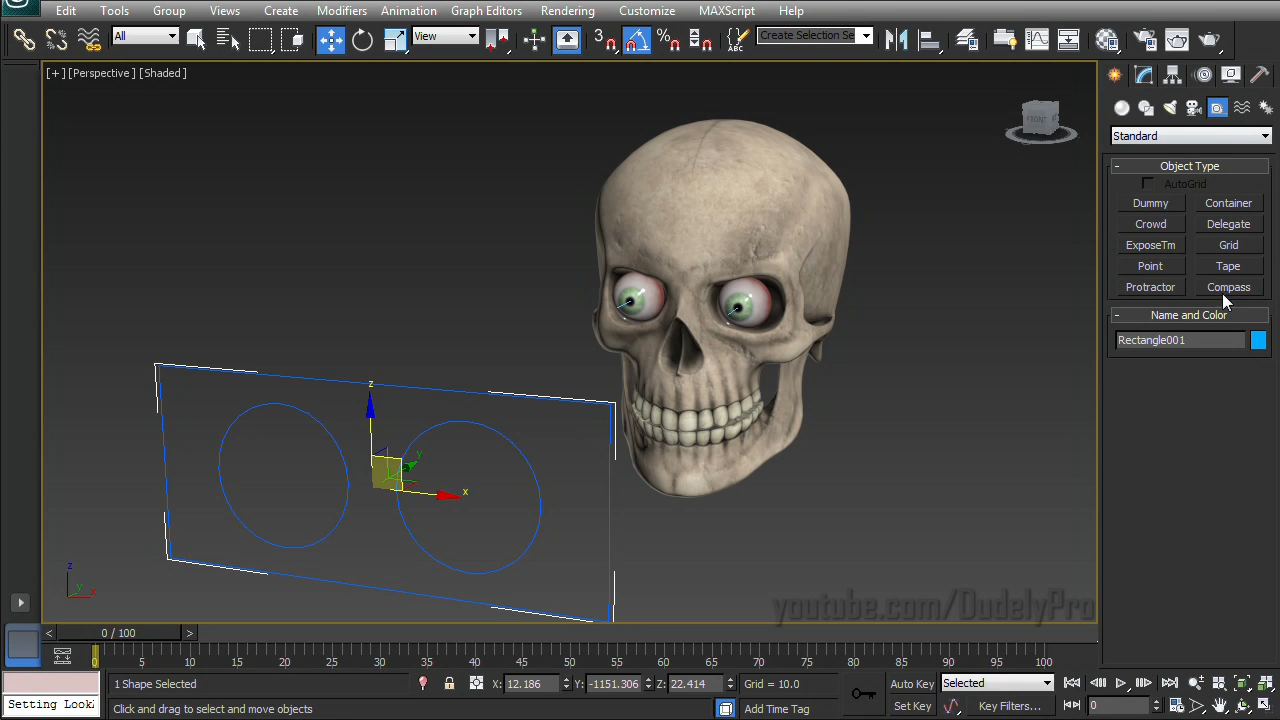 Edit Tools Group Views Create Modifiers Animation Graph Editors Rendering Customize MAXScript Help
All View 3 % ABC Create Selection Se
[+] [Perspective] [Shaded]
FRONT
Standard
- Object Type
AutoGrid
Dummy Container
Crowd Delegate
ExposeTm Grid
Point Tape
Protractor Compass
- Name and Color
Rectangle001
z
y
x
z
y
x
youtube.com/DudelyPro
< 0 / 100 >
0 5 10 15 20 25 30 35 40 45 50 55 60 65 70 75 80 85 90 95 100
1 Shape Selected X: 12.186 Y: -1151.306 Z: 22.414 Grid = 10.0 Auto Key Selected
Setting Look Click and drag to select and move objects Add Time Tag Set Key Key Filters... 0